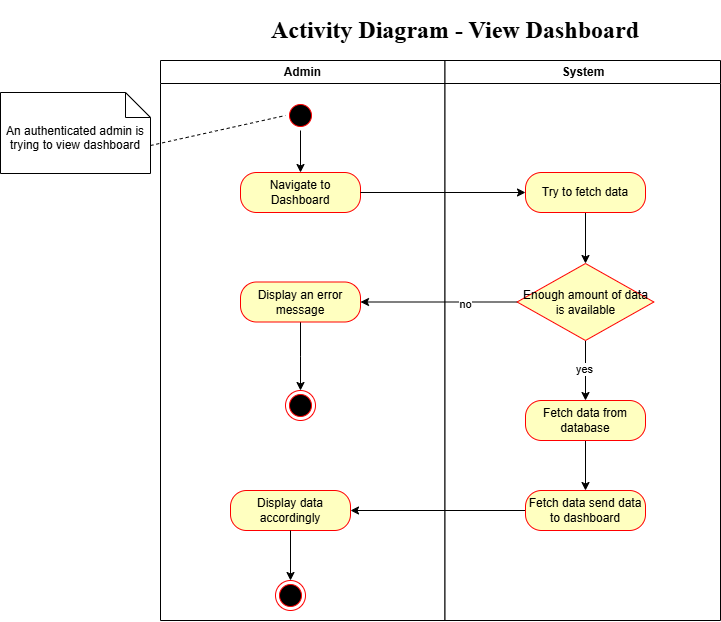 Activity Diagram - View Dashboard
Admin
System
An authenticated admin is
trying to view dashboard
Navigate to
Dashboard
Try to fetch data
Display an error
message
no
Enough amount of data
is available
yes
Fetch data from
database
Display data
accordingly
Fetch data send data
to dashboard